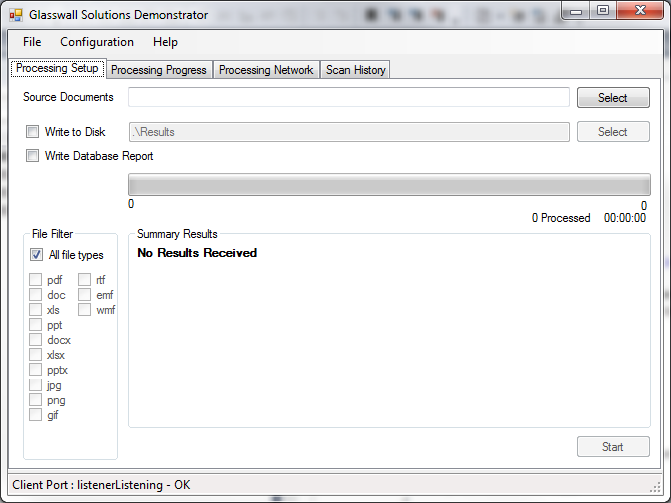 Glasswall Solutions Demonstrator
File Configuration Help
Processing Setup Processing Progress Processing Network Scan History
Source Documents Select
Write to Disk .\Results Select
Write Database Report
0 0
0 Processed 00:00:00
File Filter
All file types
pdf rtf
doc emf
xls wmf
ppt
docx
xlsx
pptx
jpg
png
gif
Summary Results
No Results Received
Start
Client Port : listenerListening - OK